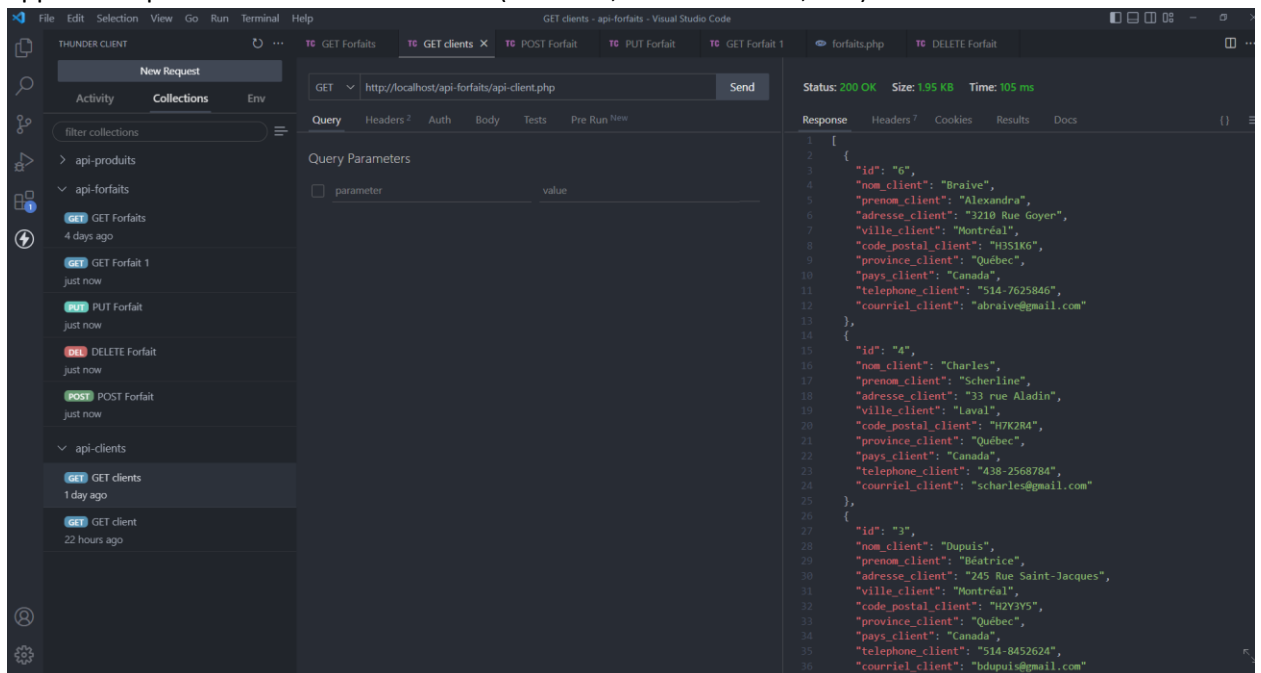 File Edit Selection View Go Run Terminal Help GET clients - api-forfaits - Visual Studio Code
THUNDER CLIENT
New Request
Activity Collections Env
filter collections
api-produits
api-forfaits
GET GET Forfaits
4 days ago
GET GET Forfait 1
just now
PUT PUT Forfait
just now
DEL DELETE Forfait
just now
POST POST Forfait
just now
api-clients
GET GET clients
1 day ago
GET GET client
22 hours ago
1
TC GET Forfaits TC GET clients TC POST Forfait TC PUT Forfait TC GET Forfait 1 forfaits.php TC DELETE Forfait
GET http://localhost/api-forfaits/api-client.php Send
Query Headers 2 Auth Body Tests Pre Run New
Query Parameters
parameter value
Status: 200 OK Size: 1.95 KB Time: 105 ms
Response Headers 7 Cookies Results Docs {}
1 [
2 {
3 "id": "6",
4 "nom_client": "Braive",
5 "prenom_client": "Alexandra",
6 "adresse_client": "3210 Rue Goyer",
7 "ville_client": "Montréal",
8 "code_postal_client": "H3S1K6",
9 "province_client": "Québec",
10 "pays_client": "Canada",
11 "telephone_client": "514-7625846",
12 "courriel_client": "abraive@gmail.com"
13 },
14 {
15 "id": "4",
16 "nom_client": "Charles",
17 "prenom_client": "Scherline",
18 "adresse_client": "33 rue Aladin",
19 "ville_client": "Laval",
20 "code_postal_client": "H7K2R4",
21 "province_client": "Québec",
22 "pays_client": "Canada",
23 "telephone_client": "438-2568784",
24 "courriel_client": "scharles@gmail.com"
25 },
26 {
27 "id": "3",
28 "nom_client": "Dupuis",
29 "prenom_client": "Béatrice",
30 "adresse_client": "245 Rue Saint-Jacques",
31 "ville_client": "Montréal",
32 "code_postal_client": "H2Y3Y5",
33 "province_client": "Québec",
34 "pays_client": "Canada",
35 "telephone_client": "514-8452624",
36 "courriel_client": "bdupuis@gmail.com"